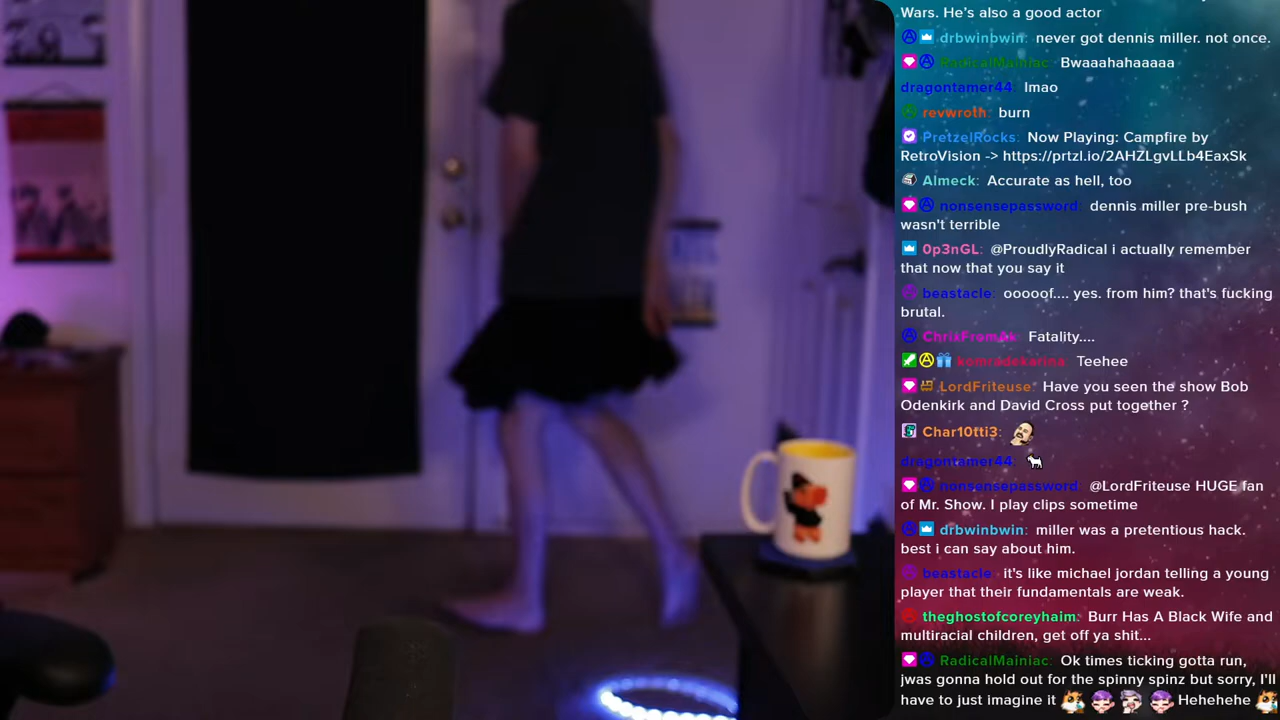 Wars. He's also a good actor
drbwinbwin: never got dennis miller. not once.
RadicalMainiac: Bwaaahahaaaaa
dragontamer44: lmao
revwroth: burn
PretzelRocks: Now Playing: Campfire by
RetroVision -> https://prtzl.io/2AHZLgvLLb4EaxSk
Almeck: Accurate as hell, too
nonsensepassword: dennis miller pre-bush
wasn't terrible
0p3nGL: @ProudlyRadical i actually remember
that now that you say it
beastacle: ooooof.... yes. from him? that's fucking
brutal.
ChrisFromAk: Fatality....
komradekarina: Teehee
LordFriteuse: Have you seen the show Bob
Odenkirk and David Cross put together ?
Char10tti3:
dragontamer44:
nonsensepassword: @LordFriteuse HUGE fan
of Mr. Show. I play clips sometime
drbwinbwin: miller was a pretentious hack.
best i can say about him.
beastacle: it's like michael jordan telling a young
player that their fundamentals are weak.
theghostofcoreyhaim: Burr Has A Black Wife and
multiracial children, get off ya shit...
RadicalMainiac: Ok times ticking gotta run,
jwas gonna hold out for the spinny spinz but sorry, I'll
have to just imagine it Hehehehe